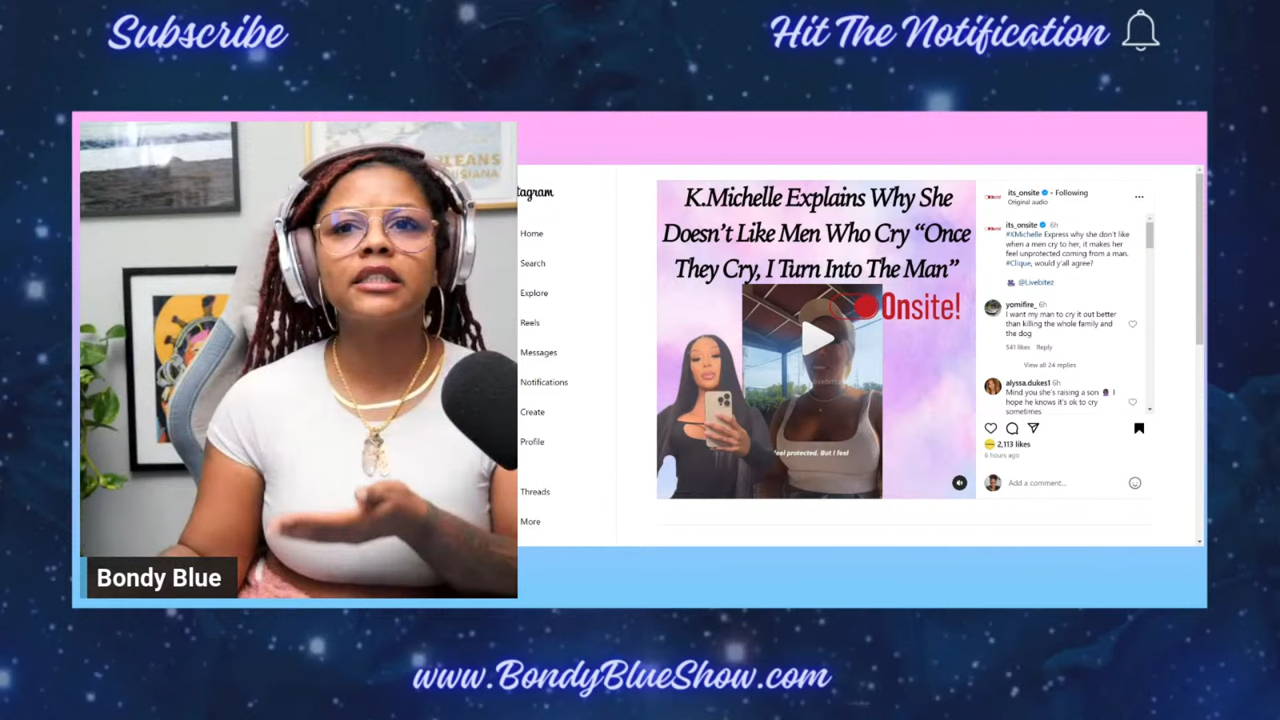 Subscribe
Hit The Notification
LEANS
ISIANA
tagram
Home
Search
Explore
Reels
Messages
Notifications
Create
Profile
Threads
More
K.Michelle Explains Why She
Doesn't Like Men Who Cry "Once
They Cry, I Turn Into The Man"
Onsite!
feel protected. But I feel
its_onsite • Following
Original audio
its_onsite 6h
#KMichelle Express why she don't like
when a men cry to her, it makes her
feel unprotected coming from a man.
#Clique, would y'all agree?
@Livebitez
yomifire_ 6h
I want my man to cry it out better
than killing the whole family and
the dog
541 likes Reply
View all 24 replies
alyssa.dukes1 6h
Mind you she's raising a son I
hope he knows it's ok to cry
sometimes
2,113 likes
6 hours ago
Add a comment...
Bondy Blue
www.BondyBlueShow.com